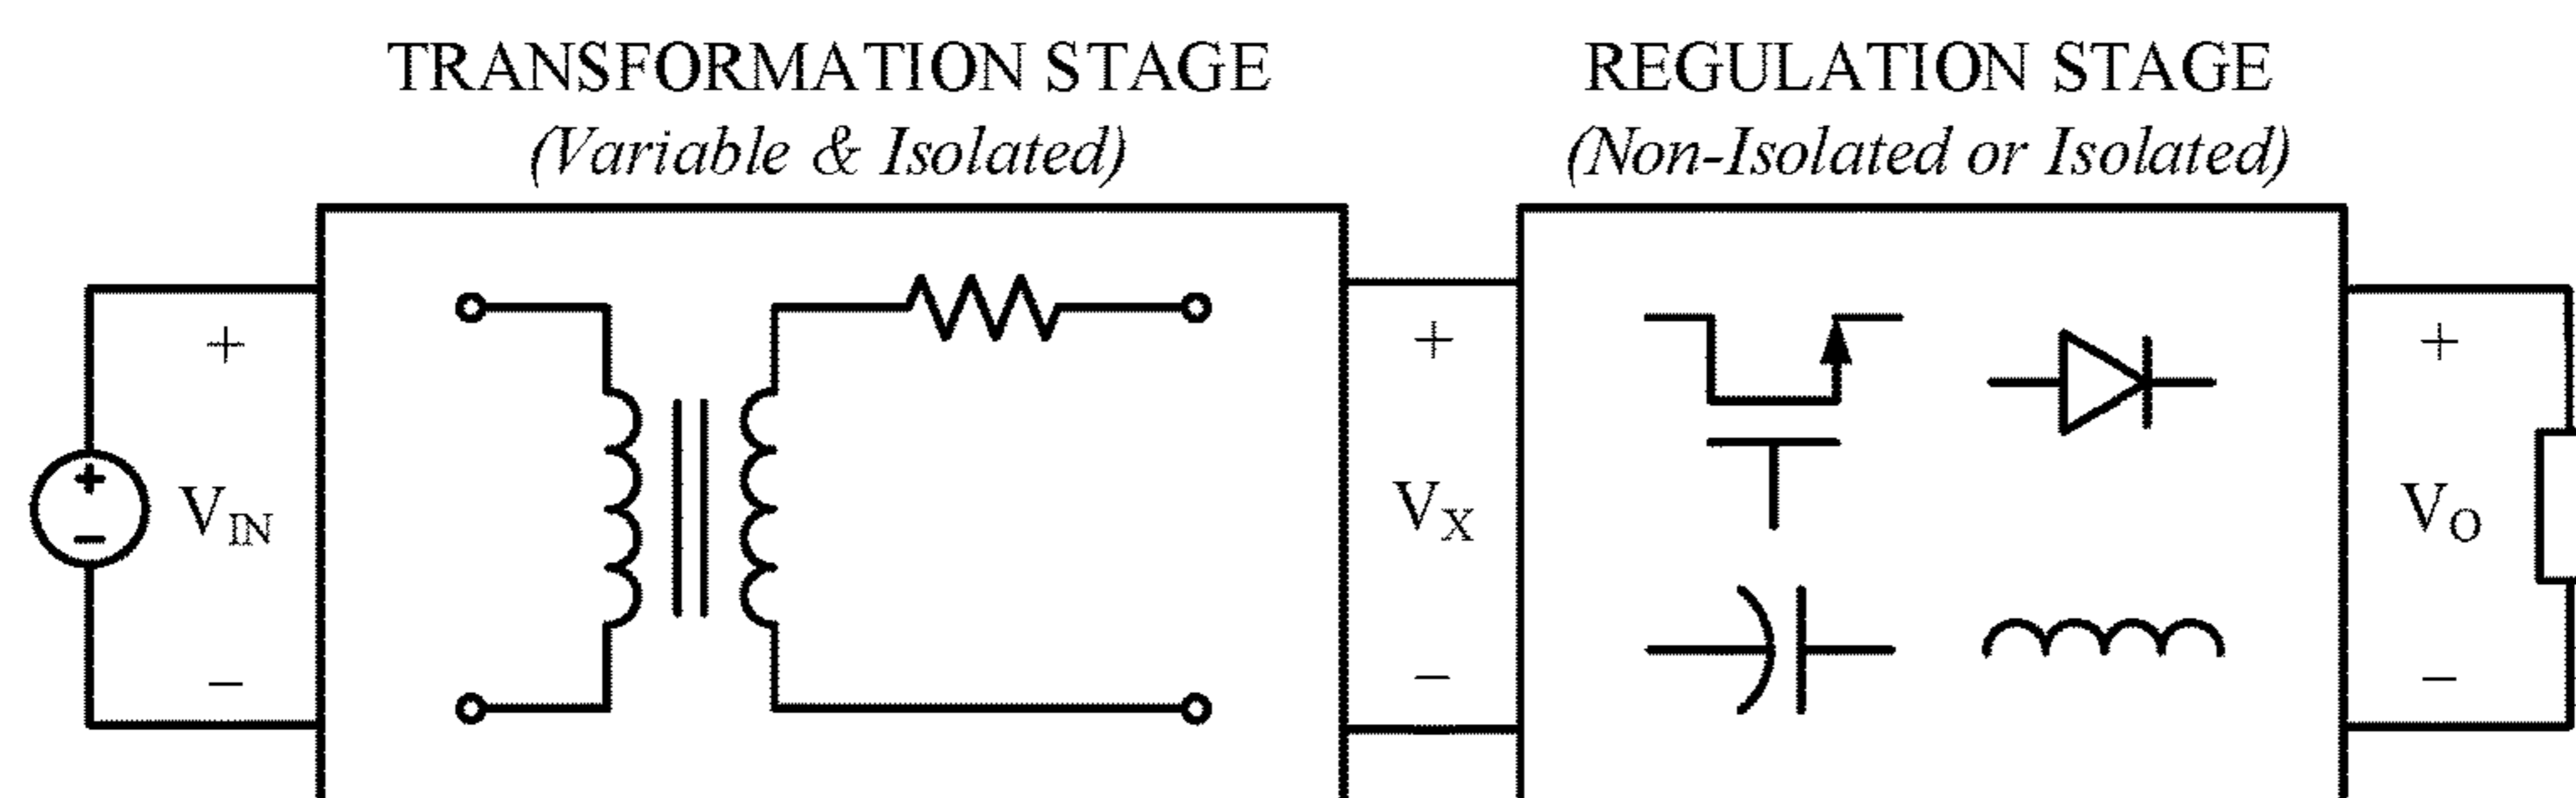 TRANSFORMATION STAGE
(Variable & Isolated)
REGULATION STAGE
(Non-Isolated or Isolated)
+
VIN
−
+
−
+
VX
−
+
VO
−